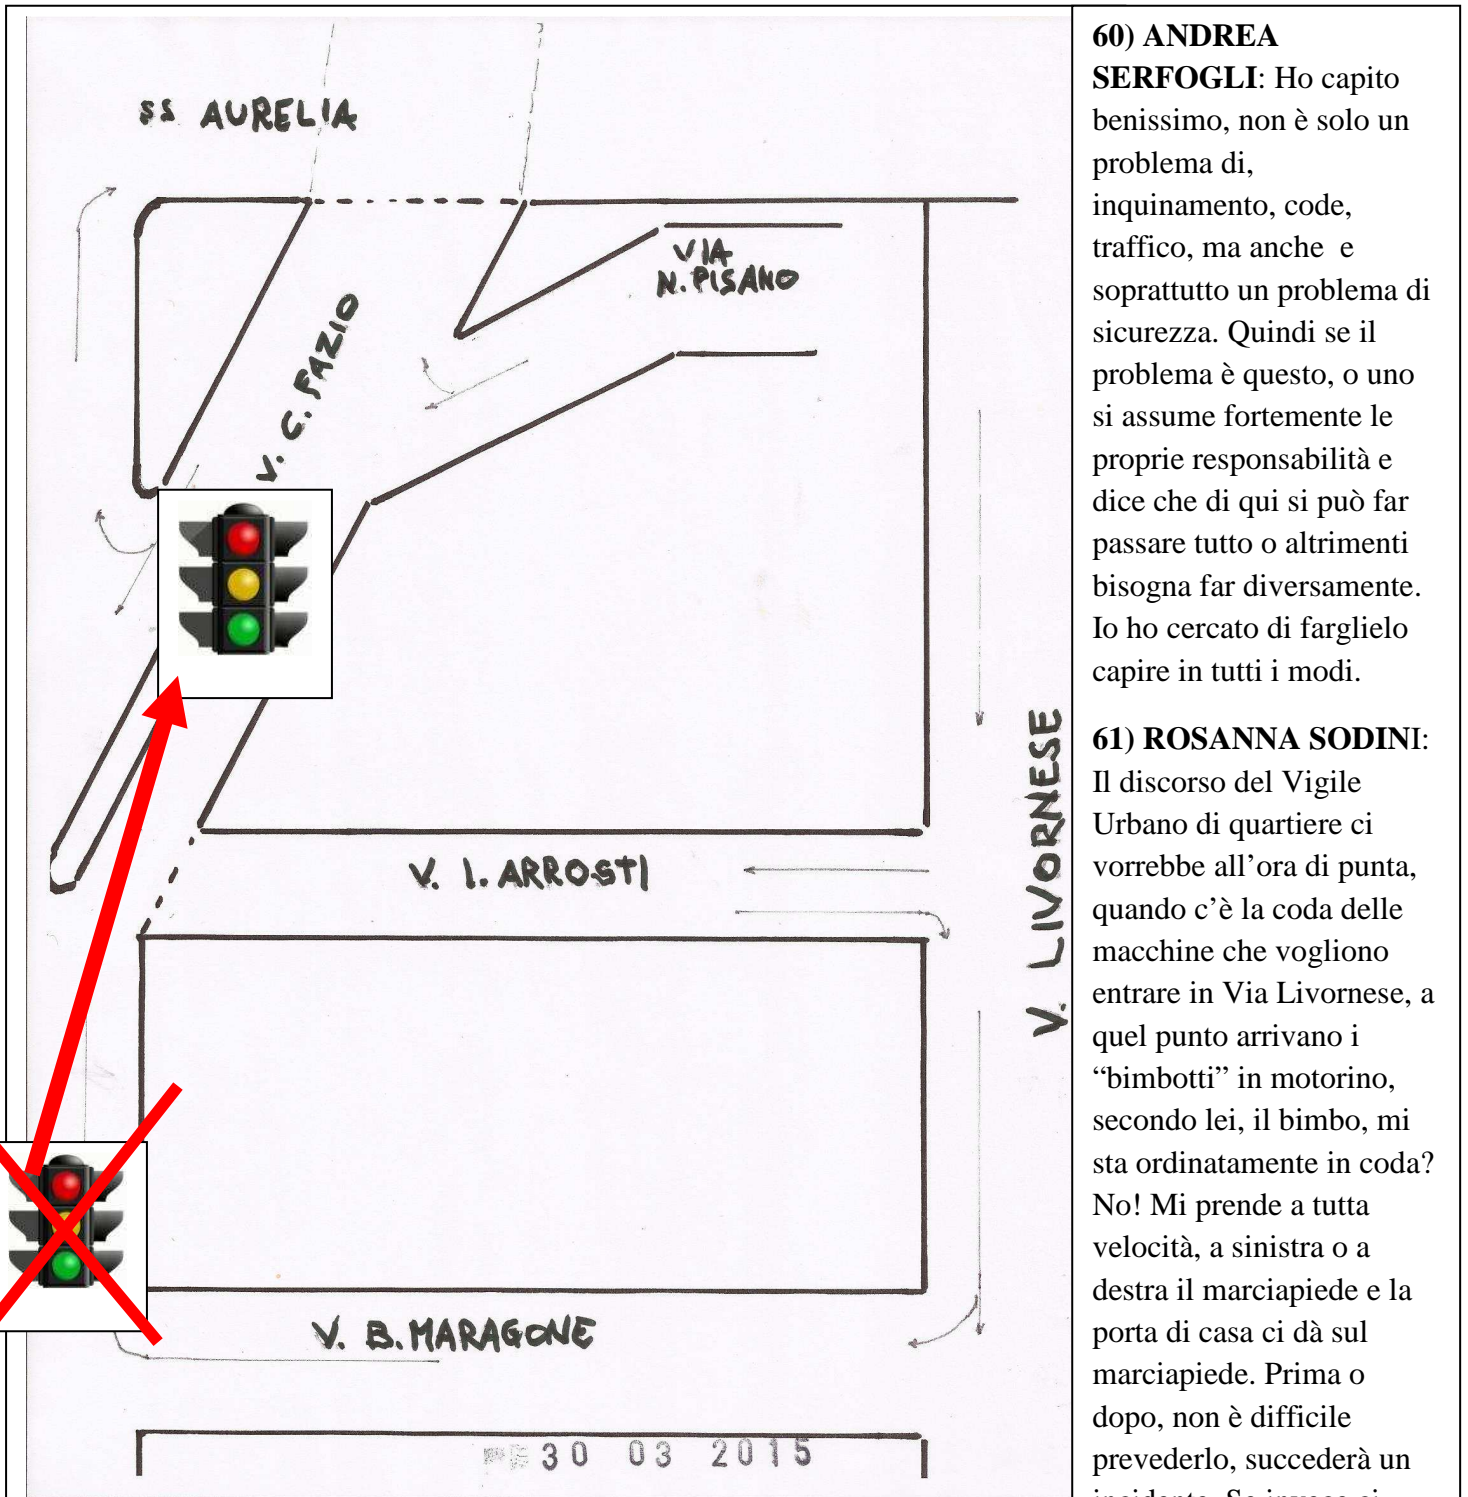 SS AURELIA
VIA
N. PISANO
V. C. FAZIO
V. I. ARROSTI
V. LIVORNESE
V. B. MARAGONE
30 03 2015
60) ANDREA
SERFOGLI: Ho capito
benissimo, non è solo un
problema di,
inquinamento, code,
traffico, ma anche e
soprattutto un problema di
sicurezza. Quindi se il
problema è questo, o uno
si assume fortemente le
proprie responsabilità e
dice che di qui si può far
passare tutto o altrimenti
bisogna far diversamente.
Io ho cercato di farglielo
capire in tutti i modi.
61) ROSANNA SODINI:
Il discorso del Vigile
Urbano di quartiere ci
vorrebbe all’ora di punta,
quando c’è la coda delle
macchine che vogliono
entrare in Via Livornese, a
quel punto arrivano i
“bimbotti” in motorino,
secondo lei, il bimbo, mi
sta ordinatamente in coda?
No! Mi prende a tutta
velocità, a sinistra o a
destra il marciapiede e la
porta di casa ci dà sul
marciapiede. Prima o
dopo, non è difficile
prevederlo, succederà un